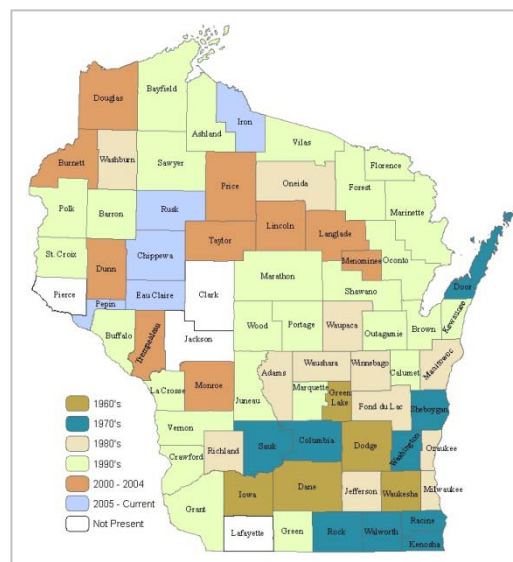 Douglas
Bayfield
Iron
Ashland
Vilas
Burnett
Washburn
Sawyer
Florence
Oneida
Forest
Price
Marinette
Polk
Barron
Rusk
Lincoln
Langlade
Taylor
St. Croix
Chippewa
Menominee
Oconto
Dunn
Door
Marathon
Shawano
Pierce
Pepin
Eau Claire
Clark
Kewaunee
Buffalo
Trempealeau
Wood
Portage
Waupaca
Outagamie
Brown
Jackson
Manitowoc
Waushara
Winnebago
Calumet
Adams
La Crosse
Monroe
Juneau
Marquette
Green
Lake
Fond du Lac
Sheboygan
Vernon
Richland
Sauk
Columbia
Dodge
Washington
Ozaukee
Crawford
Iowa
Dane
Jefferson
Waukesha
Milwaukee
Grant
Lafayette
Green
Rock
Walworth
Racine
Kenosha
1960's
1970's
1980's
1990's
2000 - 2004
2005 - Current
Not Present